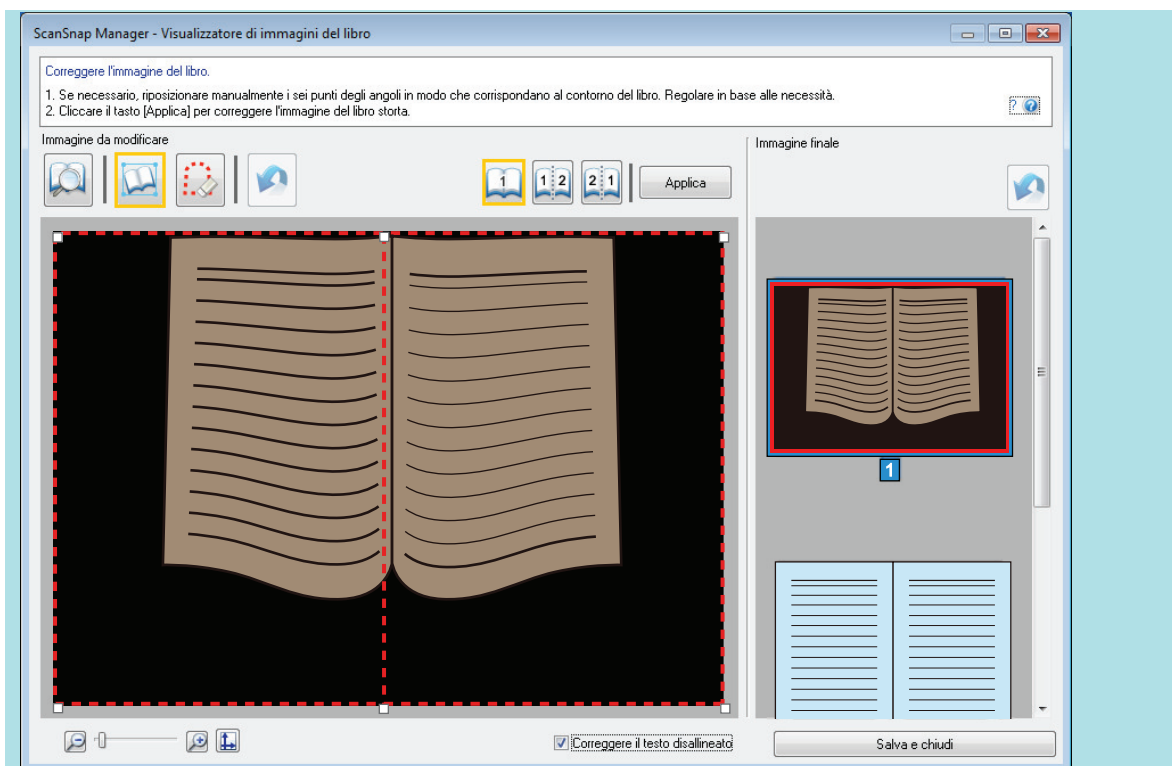 ScanSnap Manager - Visualizzatore di immagini del libro
Correggere l'immagine del libro.
1. Se necessario, riposizionare manualmente i sei punti degli angoli in modo che corrispondano al contorno del libro. Regolare in base alle necessità.
2. Cliccare il tasto [Applica] per correggere l'immagine del libro storta.
?
Immagine da modificare
Immagine finale
1
1 2
2 1
Applica
1
Correggere il testo disallineato
Salva e chiudi